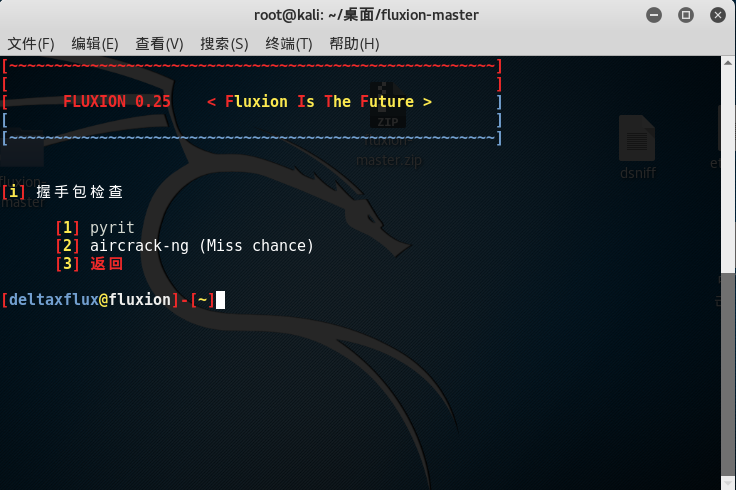 root@kali: ~/桌面/fluxion-master
文件(F) 编辑(E) 查看(V) 搜索(S) 终端(T) 帮助(H)
[~~~~~~~~~~~~~~~~~~~~~~~~~~~~~~~~~~~~~~~~~~~~~~~~~~~~~~]
[ ]
[ FLUXION 0.25 < Fluxion Is The Future > ]
[ ]
[~~~~~~~~~~~~~~~~~~~~~~~~~~~~~~~~~~~~~~~~~~~~~~~~~~~~~~]
ZIP
fluxion-
master.zip
dsniff
fluxion-
master
[i] 握手包检查
[1] pyrit
[2] aircrack-ng (Miss chance)
[3] 返回
[deltaxflux@fluxion]-[~]